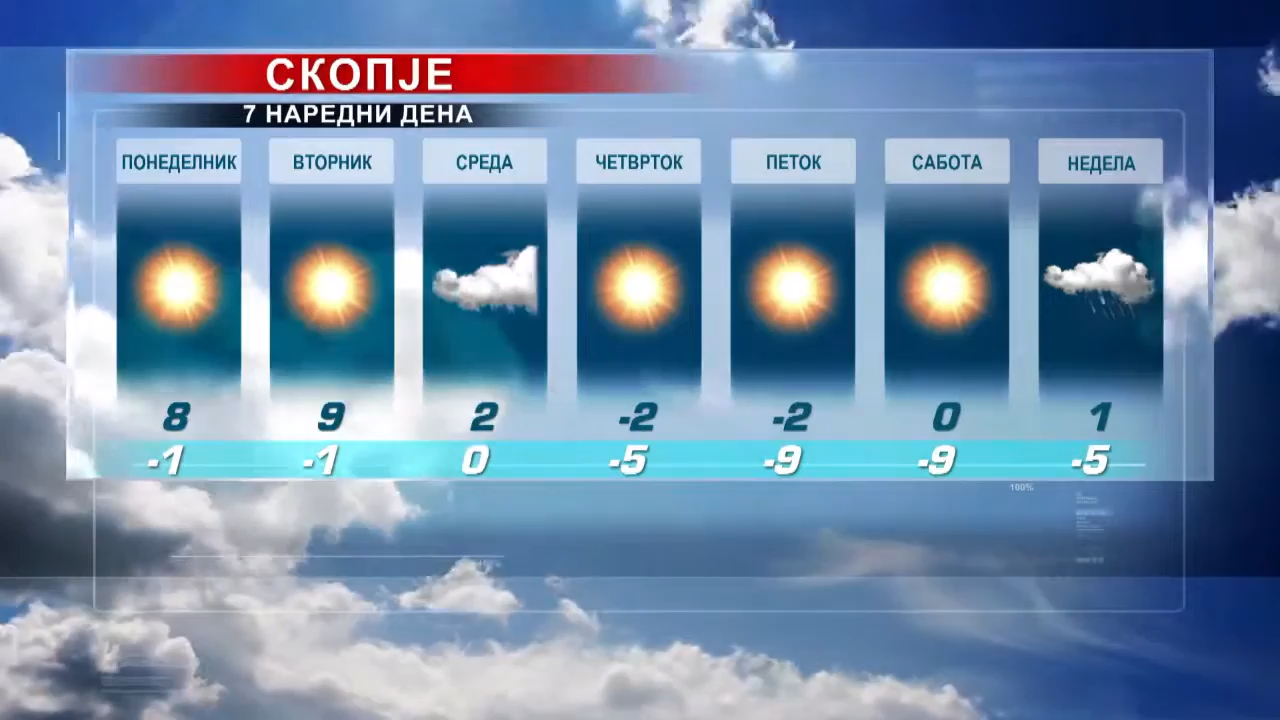 СКОПЈЕ
7 НАРЕДНИ ДЕНА
ПОНЕДЕЛНИК ВТОРНИК СРЕДА ЧЕТВРТОК ПЕТОК САБОТА НЕДЕЛА
8 9 2 -2 -2 0 1
-1 -1 0 -5 -9 -9 -5
100%